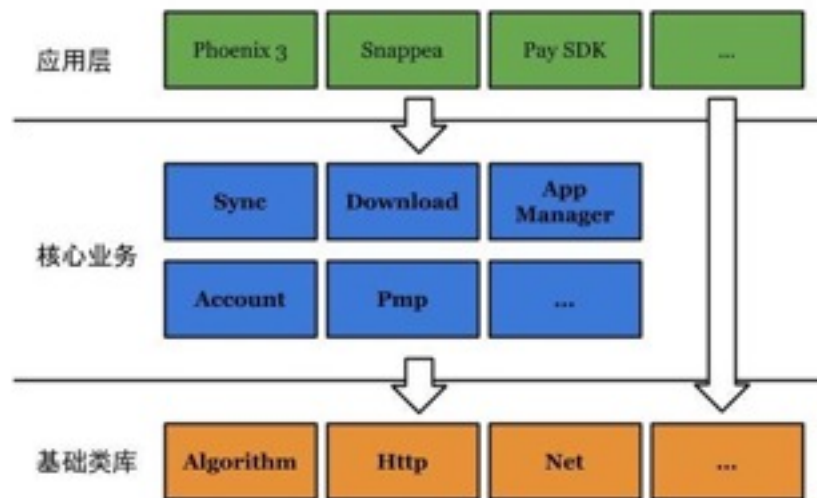 应用层
Phoenix 3
Snappea
Pay SDK
...
核心业务
Sync
Download
App
Manager
Account
Pmp
...
基础类库
Algorithm
Http
Net
...